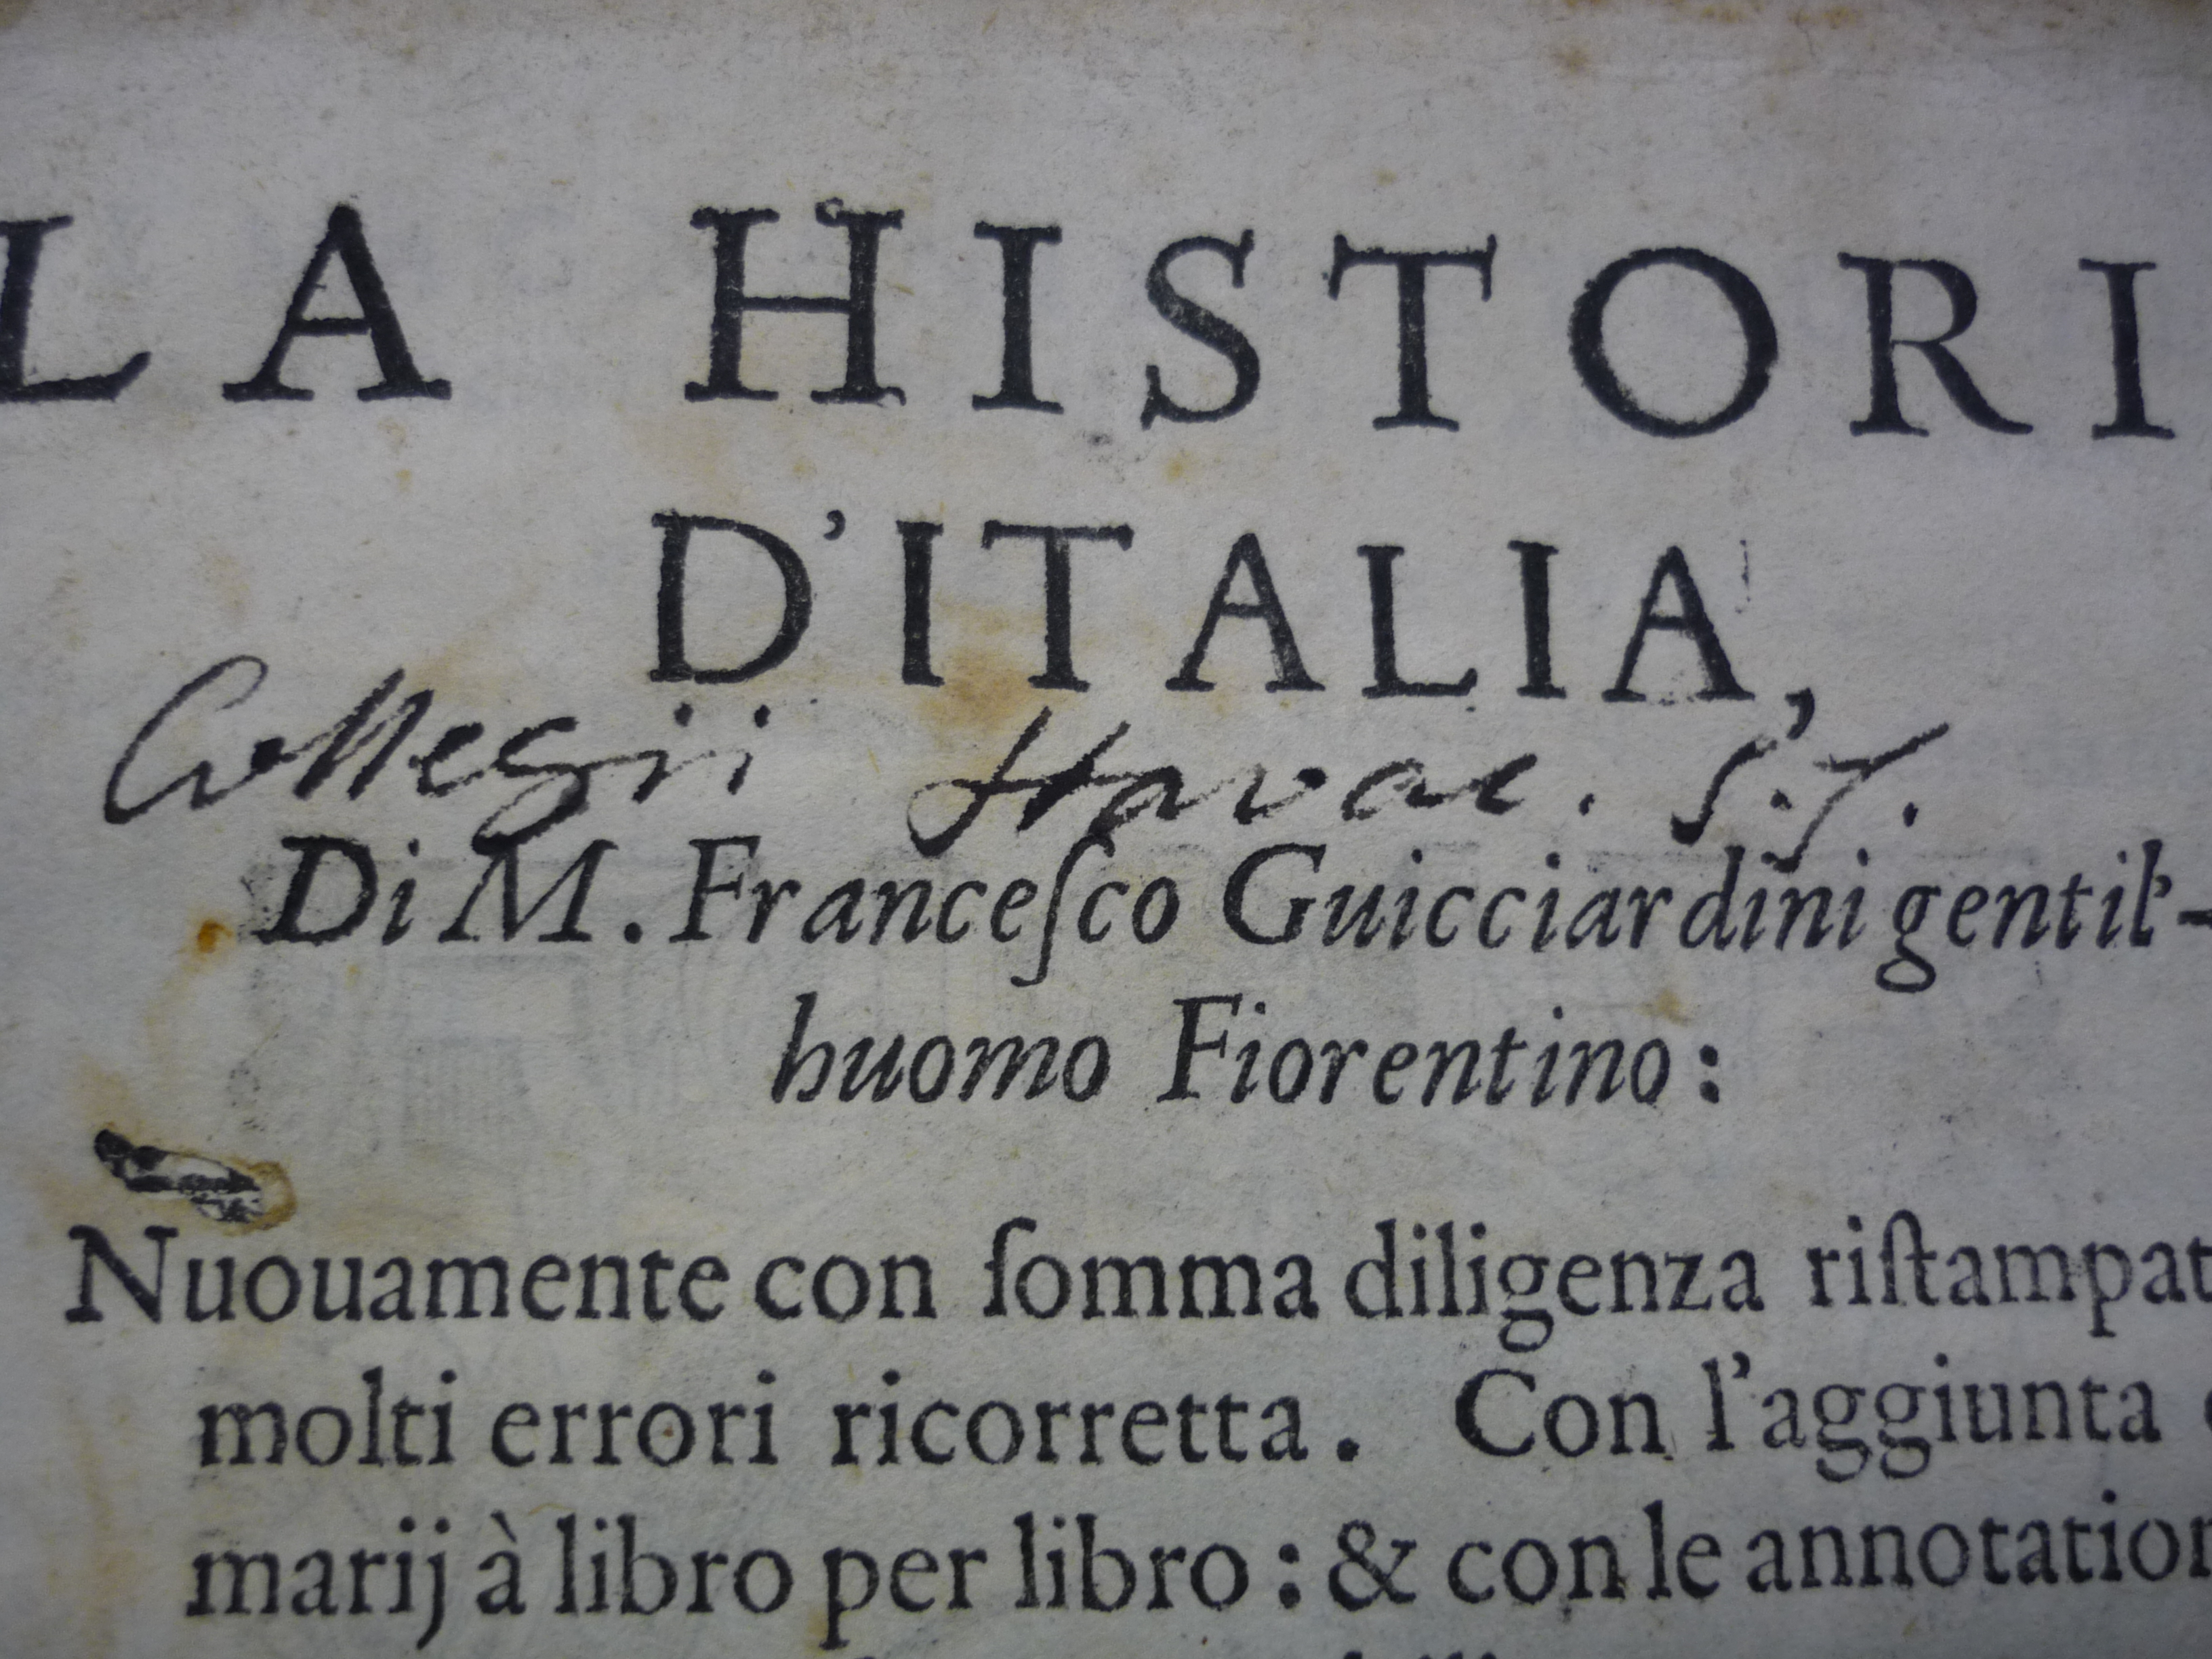 LA HISTORI
D'ITALIA,
Collegii Havae. S.J.
Di M. Franceſco Guicciardini gentil'-
huomo Fiorentino:
Nuouamente con ſomma diligenza riſtampat
molti errori ricorretta. Con l'aggiunta
marij à libro per libro: & con le annotation